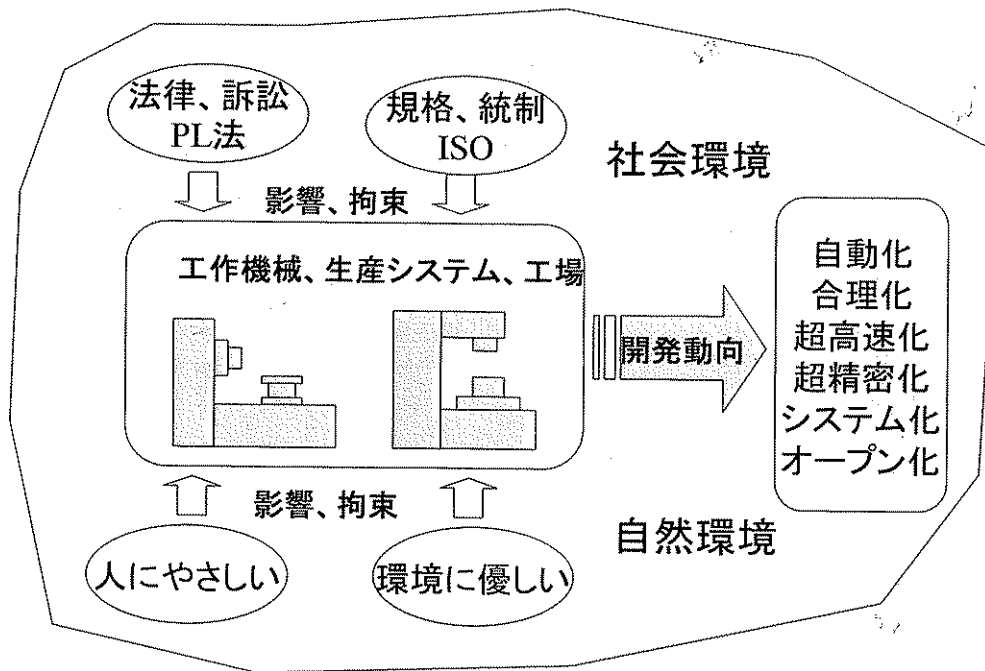 法律、訴訟
PL法
規格、統制
ISO
社会環境
影響、拘束
工作機械、生産システム、工場
開発動向
自動化
合理化
超高速化
超精密化
システム化
オープン化
影響、拘束
自然環境
人にやさしい
環境に優しい